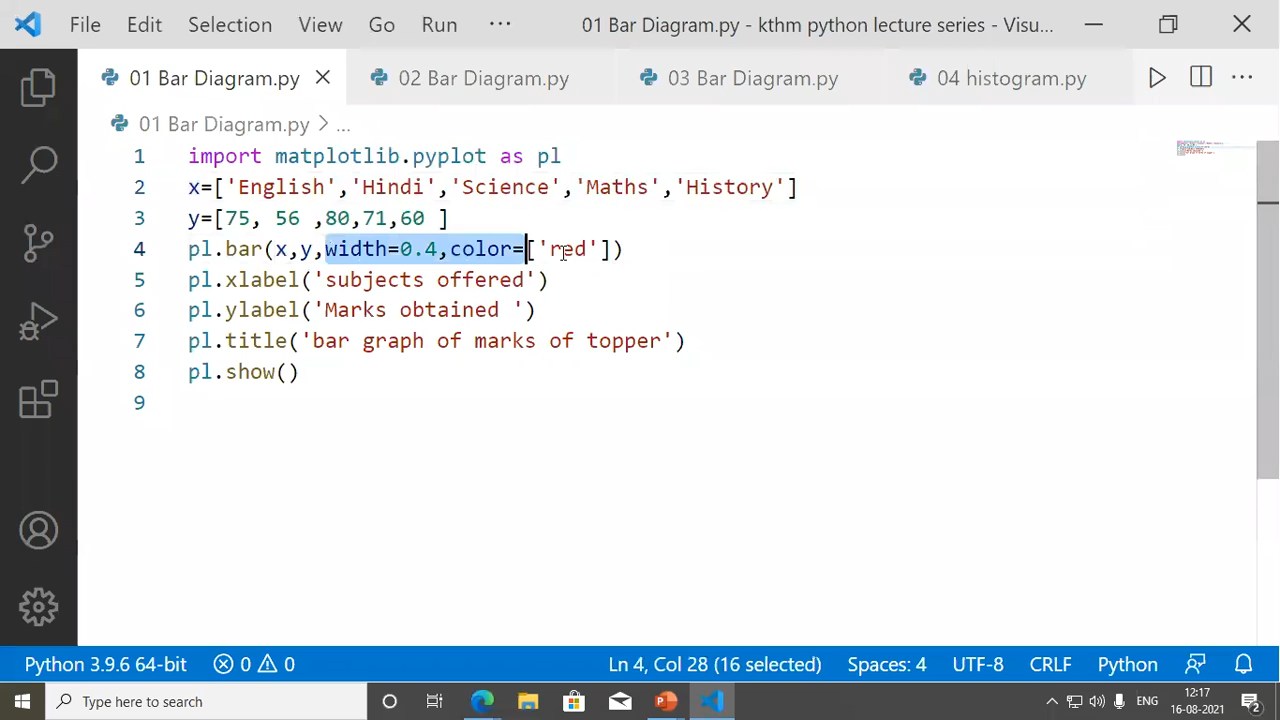 File Edit Selection View Go Run ··· 01 Bar Diagram.py - kthm python lecture series - Visu...
01 Bar Diagram.py 02 Bar Diagram.py 03 Bar Diagram.py 04 histogram.py
01 Bar Diagram.py > ...
1 import matplotlib.pyplot as pl
2 x=['English','Hindi','Science','Maths','History']
3 y=[75, 56 ,80,71,60 ]
4 pl.bar(x,y,width=0.4,color=['red'])
5 pl.xlabel('subjects offered')
6 pl.ylabel('Marks obtained ')
7 pl.title('bar graph of marks of topper')
8 pl.show()
9
Python 3.9.6 64-bit 0 0 Ln 4, Col 28 (16 selected) Spaces: 4 UTF-8 CRLF Python
Type here to search ENG 12:17
16-08-2021 2